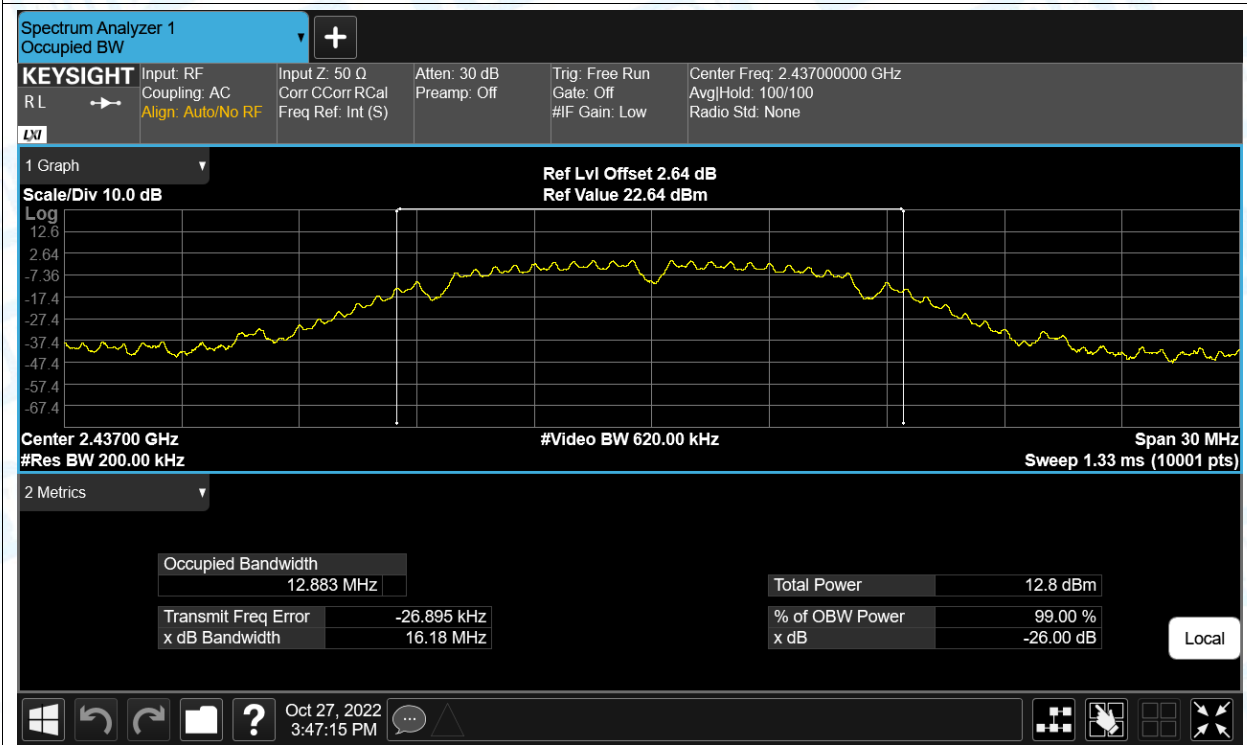 Spectrum Analyzer 1
Occupied BW
▼
+
KEYSIGHT
R L
LXI
Input: RF
Coupling: AC
Align: Auto/No RF
Input Z: 50 Ω
Corr CCorr RCal
Freq Ref: Int (S)
Atten: 30 dB
Preamp: Off
Trig: Free Run
Gate: Off
#IF Gain: Low
Center Freq: 2.437000000 GHz
Avg|Hold: 100/100
Radio Std: None
1 Graph ▼
Scale/Div 10.0 dB
Ref Lvl Offset 2.64 dB
Ref Value 22.64 dBm
Log
12.6
2.64
-7.36
-17.4
-27.4
-37.4
-47.4
-57.4
-67.4
Center 2.43700 GHz
#Res BW 200.00 kHz
#Video BW 620.00 kHz
Span 30 MHz
Sweep 1.33 ms (10001 pts)
2 Metrics ▼
Occupied Bandwidth
12.883 MHz
Total Power 12.8 dBm
Transmit Freq Error -26.895 kHz
% of OBW Power 99.00 %
x dB Bandwidth 16.18 MHz
x dB -26.00 dB
Local
?
Oct 27, 2022
3:47:15 PM